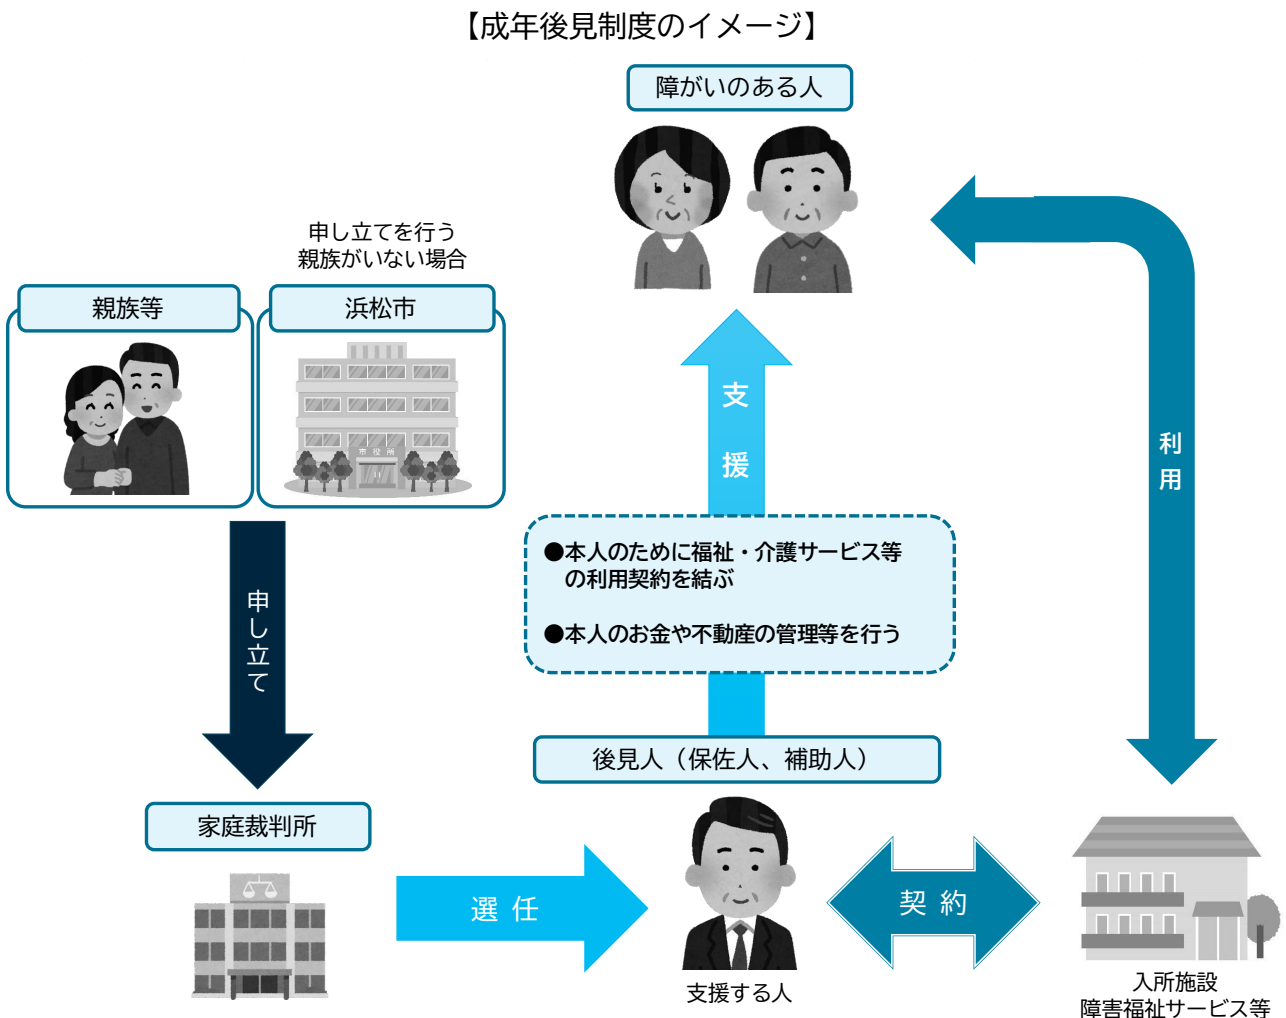 【成年後見制度のイメージ】
障がいのある人
申し立てを行う
親族がいない場合
親族等
浜松市
市役所
申し立て
支援
利用
●本人のために福祉・介護サービス等
の利用契約を結ぶ
●本人のお金や不動産の管理等を行う
後見人（保佐人、補助人）
家庭裁判所
選任
契約
支援する人
入所施設
障害福祉サービス等